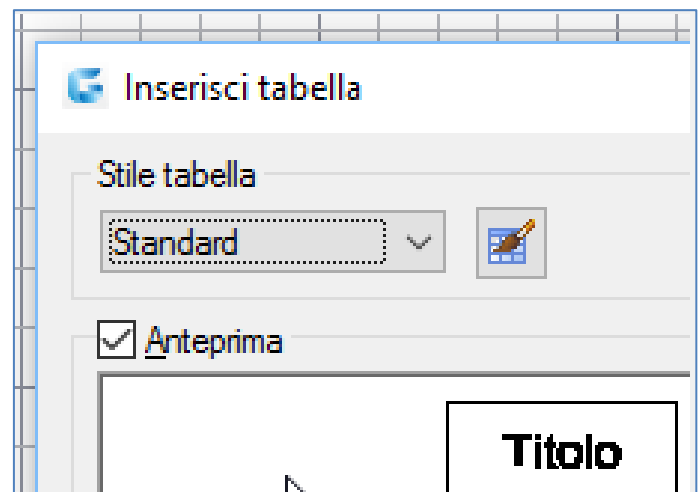 Inserisci tabella
Stile tabella
Standard
Anteprima
Titolo